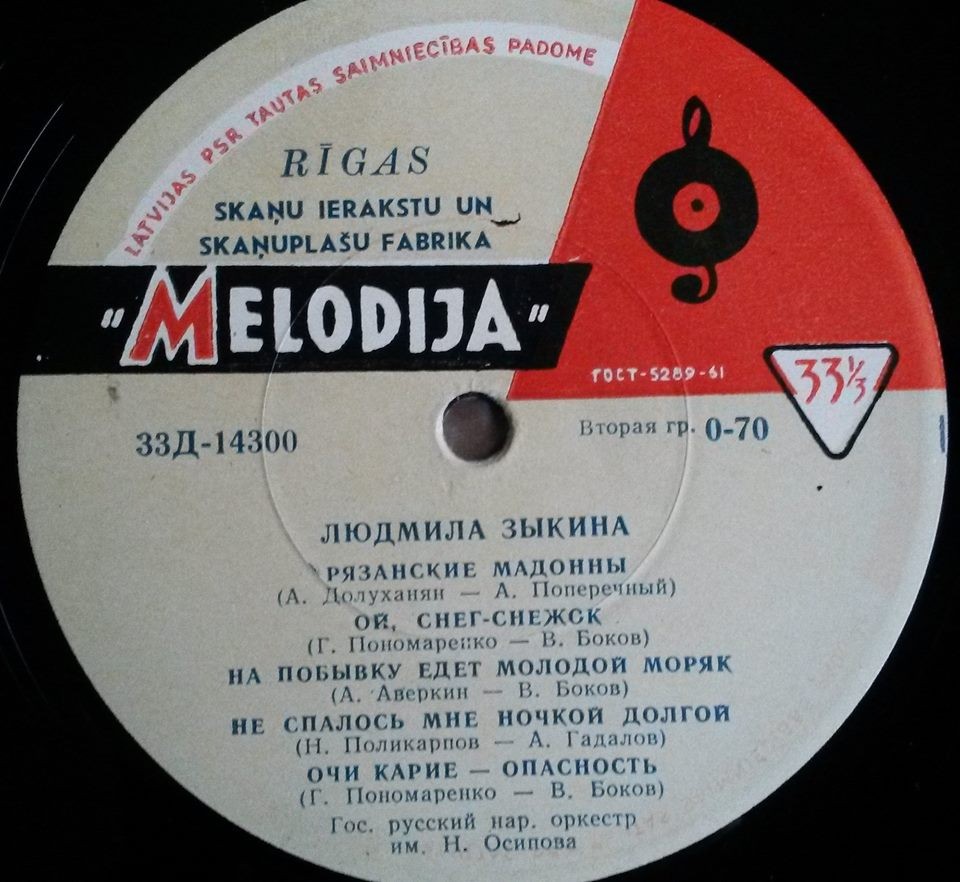 LATVIJAS PSR TAUTAS SAIMNIECĪBAS PADOME
RĪGAS
SKAŅU IERAKSTU UN
SKAŅUPLAŠU FABRIKA
"MELODIJA"
ГОСТ-5289-61
33⅓
33Д-14300
Вторая гр. 0-70
ЛЮДМИЛА ЗЫКИНА
РЯЗАНСКИЕ МАДОННЫ
(А. Долуханян — А. Поперечный)
ОЙ, СНЕГ-СНЕЖОК
(Г. Пономаренко — В. Боков)
НА ПОБЫВКУ ЕДЕТ МОЛОДОЙ МОРЯК
(А. Аверкин — В. Боков)
НЕ СПАЛОСЬ МНЕ НОЧКОЙ ДОЛГОЙ
(Н. Поликарпов — А. Гадалов)
ОЧИ КАРИЕ — ОПАСНОСТЬ
(Г. Пономаренко — В. Боков)
Гос. русский нар. оркестр
им. Н. Осипова